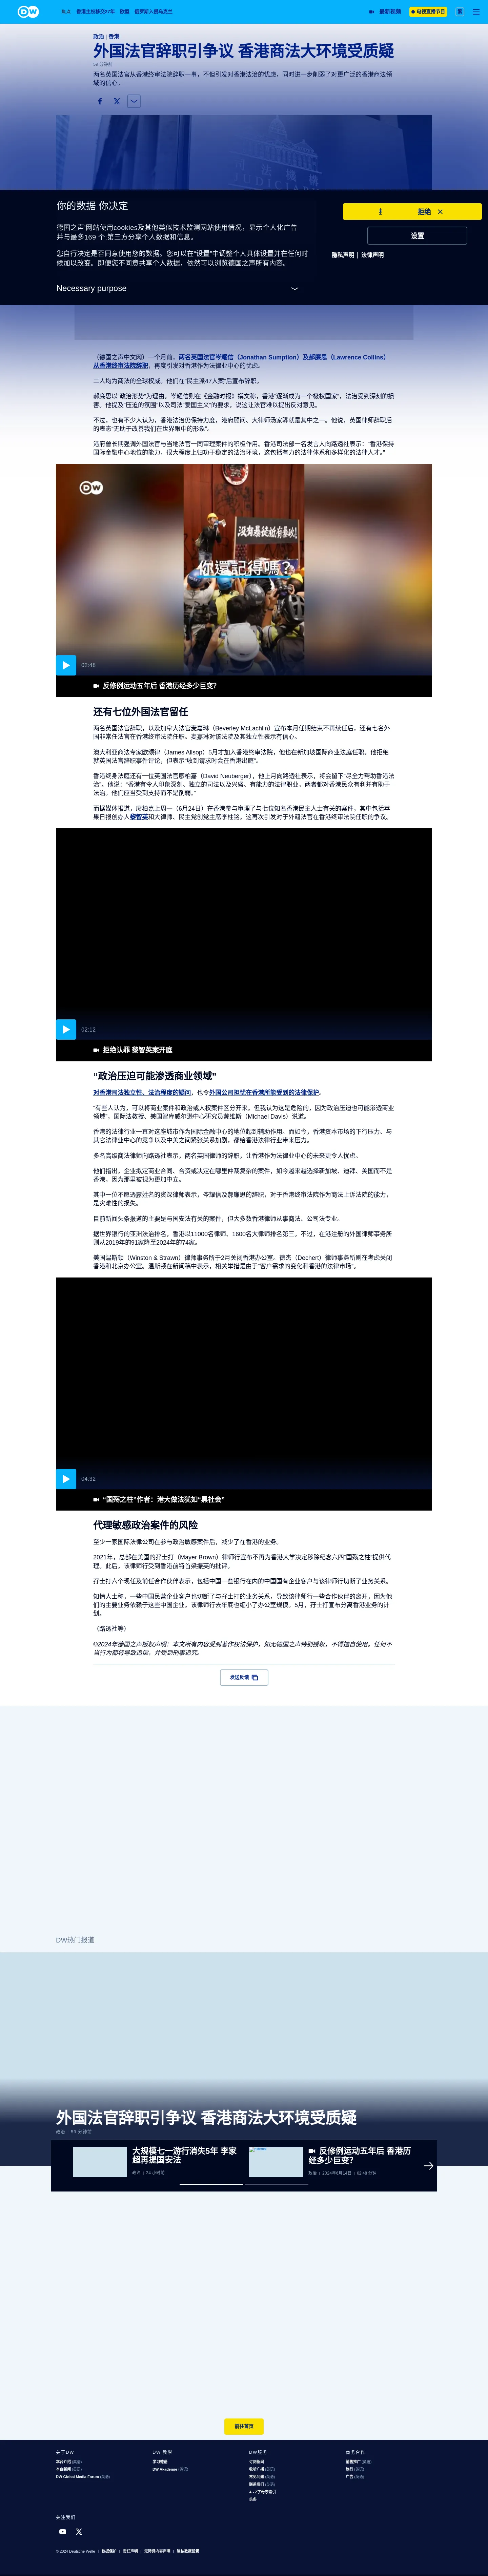 DW
焦点
香港主权移交27年
政盟
俄罗斯入侵乌克兰
最新视频
电视直播节目
繁
政治 | 香港
外国法官辞职引争议 香港商法大环境受质疑
两名英国法官从香港终审法院辞职一事，不但引发对香港法治的忧虑，同时进一步削弱了对更广泛的香港商法领
域的信心。
你的数据 你决定
德国之声¨网站使用cookies及其他类似技术监测网站使用情况，显示个人化广告
并与最多169 个¸第三方分享个人数据和信息。
您自行决定是否同意使用您的数据。您可以在“设置”中调整个人具体设置并在任何时
候加以改变。即便您不同意共享个人数据，依然可以浏览德国之声所有内容。
Necessary purpose
拒绝
设置
隐私声明 | 法律声明
（德国之声中文网）一个月前，两名英国法官岑耀信（Jonathan Sumption）及郝廉思（Lawrence Collins）
从香港终审法院辞职，再度引发对香港作为法律业中心的忧虑。
二人均为商法的全球权威。他们在“民主派47人案”后宣布辞职。
郝廉思以“政治形势”为理由。岑耀信则在《金融时报》撰文称，香港“逐渐成为一个极权国家”，法治受到深刻的损
害。他提及“压迫的氛围”以及司法“爱国主义”的要求，说这让法官难以提出反对意见。
不过，也有不少人认为，香港法治仍保持力度，港府顾问、大律师汤家骅就是其中之一。他说，英国律师辞职后
的表态“无助于改善我们在世界眼中的形象”。
港府曾长期强调外国法官与当地法官一同审理案件的积极作用。香港司法部一名发言人向路透社表示：“香港保持
国际金融中心地位的能力，很大程度上归功于稳定的法治环境，这包括有力的法律体系和多样化的法律人才。”
DW
没有暴徒祇有暴政!
你還記得嗎?
02:48
反修例运动五年后 香港历经多少巨变?
还有七位外国法官留任
两名英国法官辞职，以及加拿大法官麦嘉琳（Beverley McLachlin）宣布本月任期结束不再续任后，还有七名外
国非常任法官在香港终审法院任职。麦嘉琳对该法院及其独立性表示有信心。
澳大利亚商法专家欧颂律（James Allsop）5月才加入香港终审法院，他也在新加坡国际商业法庭任职。他拒绝
就英国法官辞职事件评论，但表示“收到请求时会在香港出庭”。
香港终身法庭还有一位英国法官廖柏嘉（David Neuberger），他上月向路透社表示，将会留下“尽全力帮助香港法
治”。他说：“香港有令人印象深刻、独立的司法以及兴盛、有能力的法律职业，两者都对香港民众有利并有助于
法治。他们应当受到支持而不是削弱。”
而据媒体报道，廖柏嘉上周一（6月24日）在香港参与审理了与七位知名香港民主人士有关的案件，其中包括苹
果日报创办人黎智英和大律师、民主党创党主席李柱铭。这再次引发对于外籍法官在香港终审法院任职的争议。
02:12
拒绝认罪 黎智英案开庭
“政治压迫可能渗透商业领域”
对香港司法独立性、法治程度的疑问，也令外国公司担忧在香港所能受到的法律保护。
“有些人认为，可以将商业案件和政治或人权案件区分开来。但我认为这是危险的，因为政治压迫也可能渗透商业
领域”，国际法教授、美国智库威尔逊中心研究员戴维斯（Michael Davis）说道。
香港的法律行业一直对这座城市作为国际金融中心的地位起到辅助作用。而如今，香港资本市场的下行压力、与
其它法律业中心的竞争以及中美之间紧张关系加剧，都给香港法律行业带来压力。
多名高级商法律师向路透社表示，两名英国律师的辞职，让香港作为法律业中心的未来更令人忧虑。
他们指出，企业拟定商业合同、合资或决定在哪里仲裁复杂的案件，如今越来越选择新加坡、迪拜、美国而不是
香港，因为那里被视为更加中立。
其中一位不愿透露姓名的资深律师表示，岑耀信及郝廉思的辞职，对于香港终审法院作为商法上诉法院的能力，
是灾难性的损失。
目前新闻头条报道的主要是与国安法有关的案件，但大多数香港律师从事商法、公司法专业。
据世界银行的亚洲法治排名，香港以11000名律师、1600名大律师排名第三。不过，在港注册的外国律师事务所
则从2019年的91家降至2024年的74家。
美国温斯顿（Winston & Strawn）律师事务所于2月关闭香港办公室。德杰（Dechert）律师事务所则在考虑关闭
香港和北京办公室。温斯顿在新闻稿中表示，相关举措是由于“客户需求的变化和香港的法律市场”。
04:32
“国殇之柱”作者：港大做法犹如“黑社会”
代理敏感政治案件的风险
至少一家国际法律公司在参与政治敏感案件后，减少了在香港的业务。
2021年，总部在美国的孖士打（Mayer Brown）律师行宣布不再为香港大学决定移除纪念六四“国殇之柱”提供代
理。此后，该律师行受到香港前特首梁振英的批评。
孖士打六个现任及前任合作伙伴表示，包括中国一些银行在内的中国国有企业客户与该律师行切断了业务关系。
知情人士称，一些中国民营企业客户也切断了与孖士打的业务关系，导致该律师行一些合作伙伴的离开，因为他
们的主要业务依赖于这些中国企业。该律师行去年底也缩小了办公室规模。5月，孖士打宣布分离香港业务的计
划。
（路透社等）
©2024年德国之声版权声明：本文所有内容受到著作权法保护，如无德国之声特别授权，不得擅自使用。任何不
当行为都将导致追偿，并受到刑事追究。
发送反馈
DW热门报道
外国法官辞职引争议 香港商法大环境受质疑
政治 | 56 分钟前
大规模七一游行消失5年 李家
超再提国安法
政治 | 24 小时前
反修例运动五年后 香港历
经多少巨变?
政治 | 2024年6月14日 | 02:48 分钟
前往首页
关于DW
本台介绍 (英语)
本台新闻 (英语)
DW Global Media Forum (英语)
DW 教学
学习德语
DW Akademie (英语)
DW服务
订阅新闻
收听广播 (英语)
常见问题 (英语)
联系我们 (英语)
A - Z字母序索引
头条
商务合作
销售推广 (英语)
旅行 (英语)
广告 (英语)
关注我们
© 2024 Deutsche Welle | 数据保护 | 责任声明 | 无障碍内容声明 | 隐私数据设置